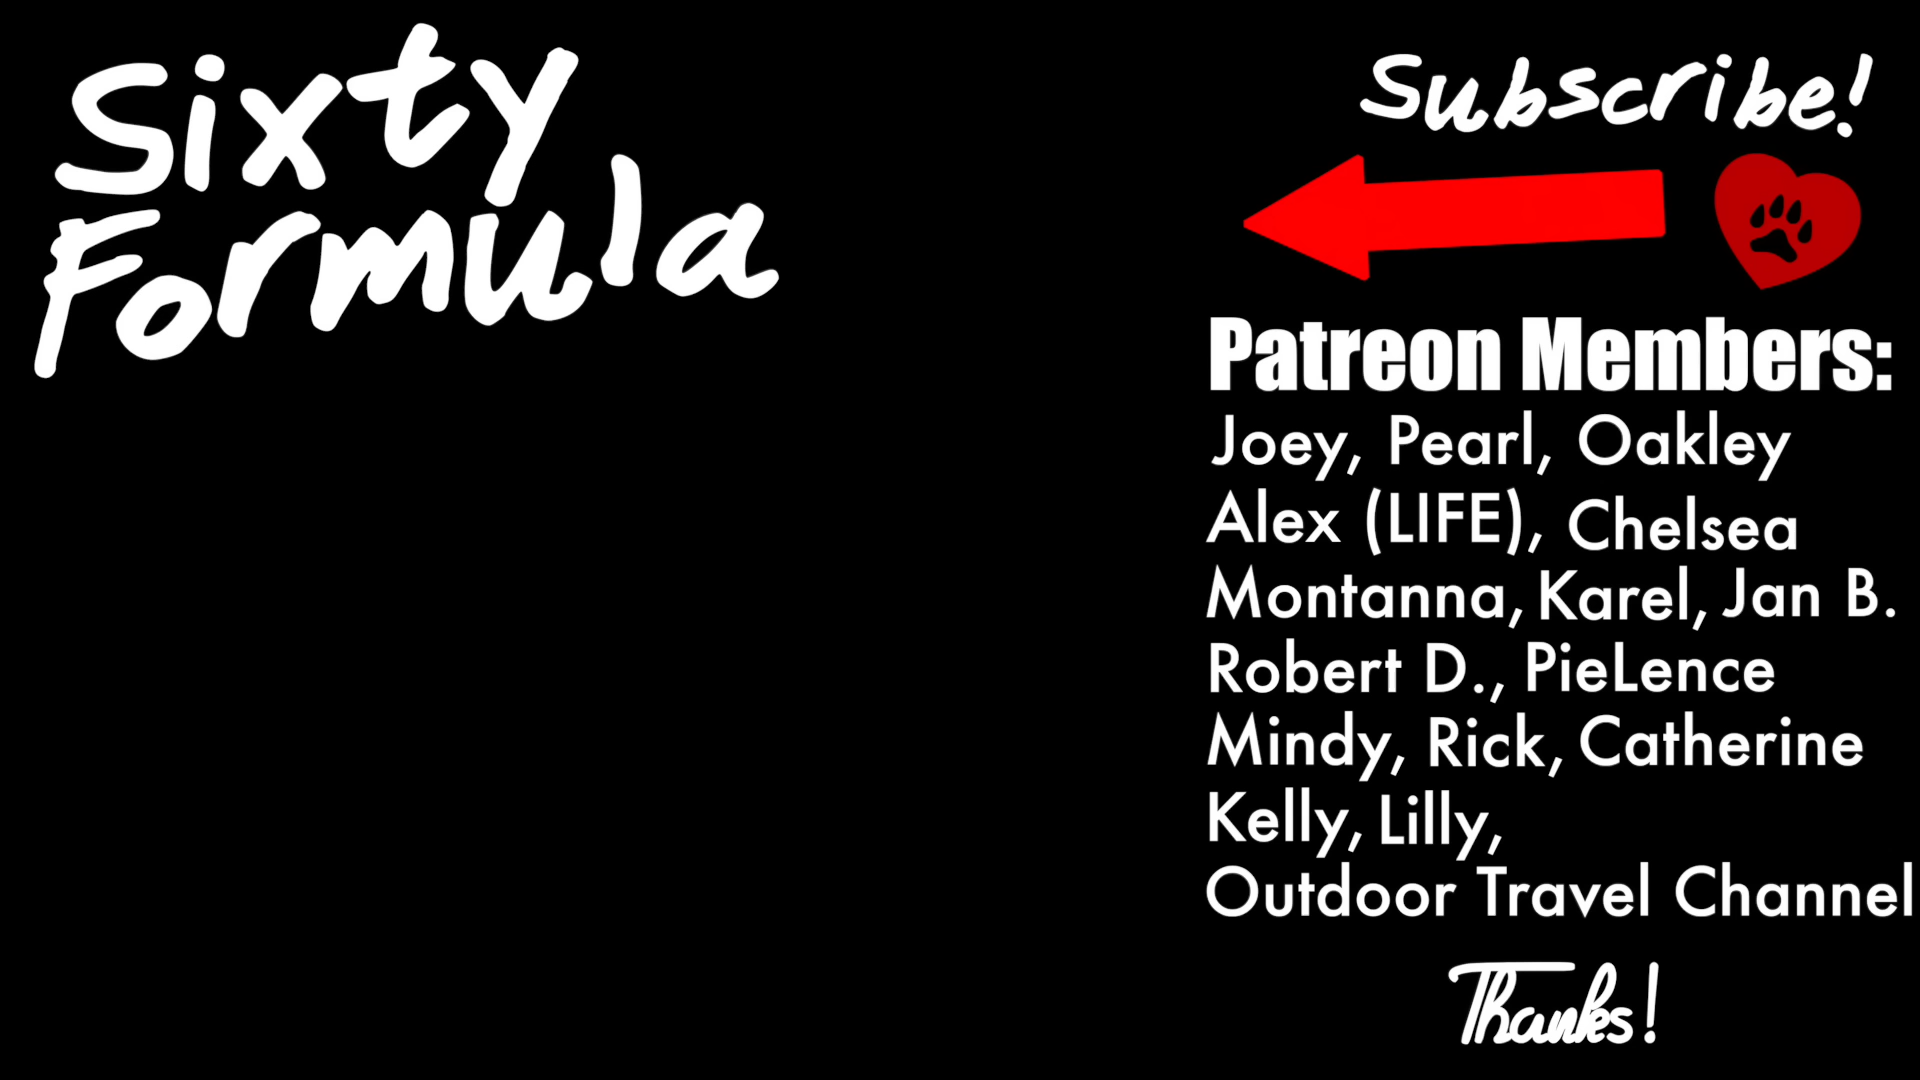 Sixty
Formula
Subscribe!
Patreon Members:
Joey, Pearl, Oakley
Alex (LIFE), Chelsea
Montanna, Karel, Jan B.
Robert D., PieLence
Mindy, Rick, Catherine
Kelly, Lilly,
Outdoor Travel Channel
Thanks!